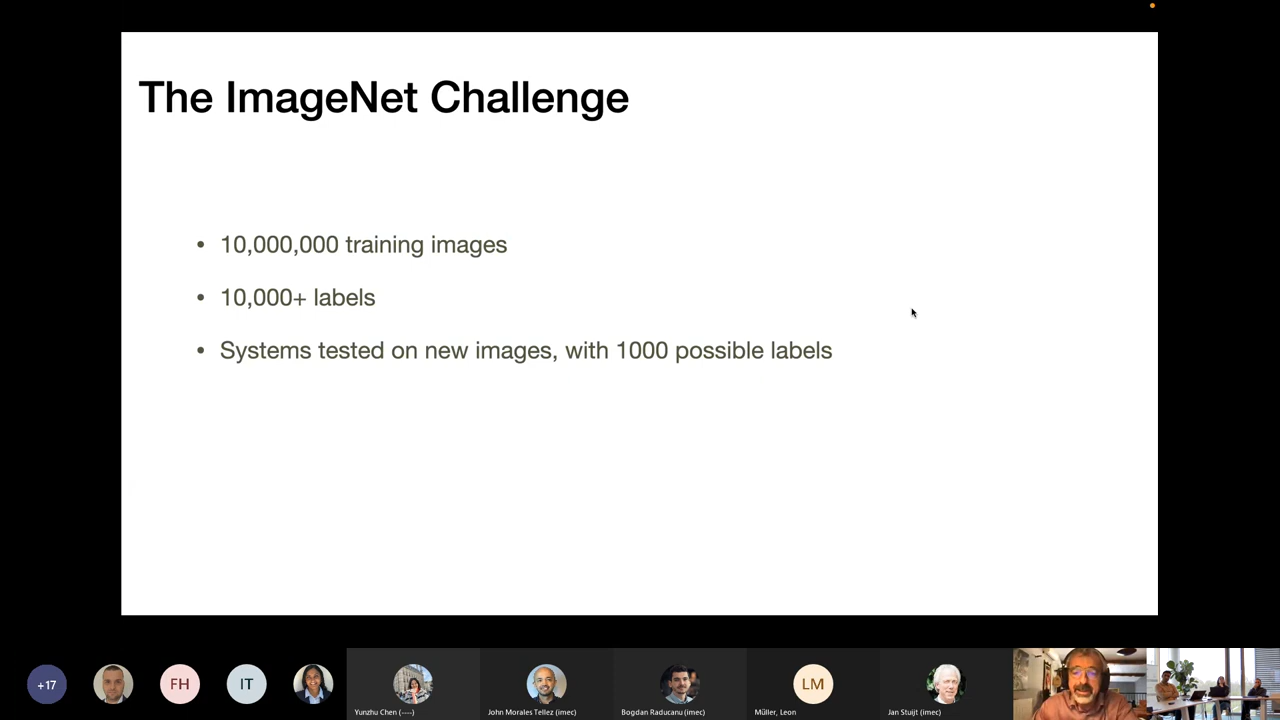 The ImageNet Challenge
• 10,000,000 training images
• 10,000+ labels
• Systems tested on new images, with 1000 possible labels
+17
FH
IT
LM
Yunzhu Chen (----)
John Morales Tellez (imec)
Bogdan Raducanu (imec)
Müller, Leon
Jan Stuijt (imec)